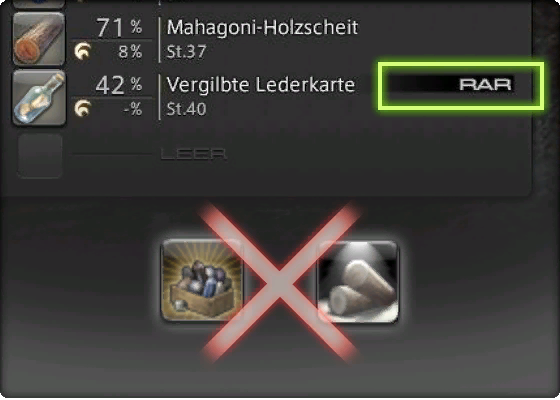 71% Mahagoni-Holzscheit
8% St.37
42% Vergilbte Lederkarte RAR
-% St.40
LEER